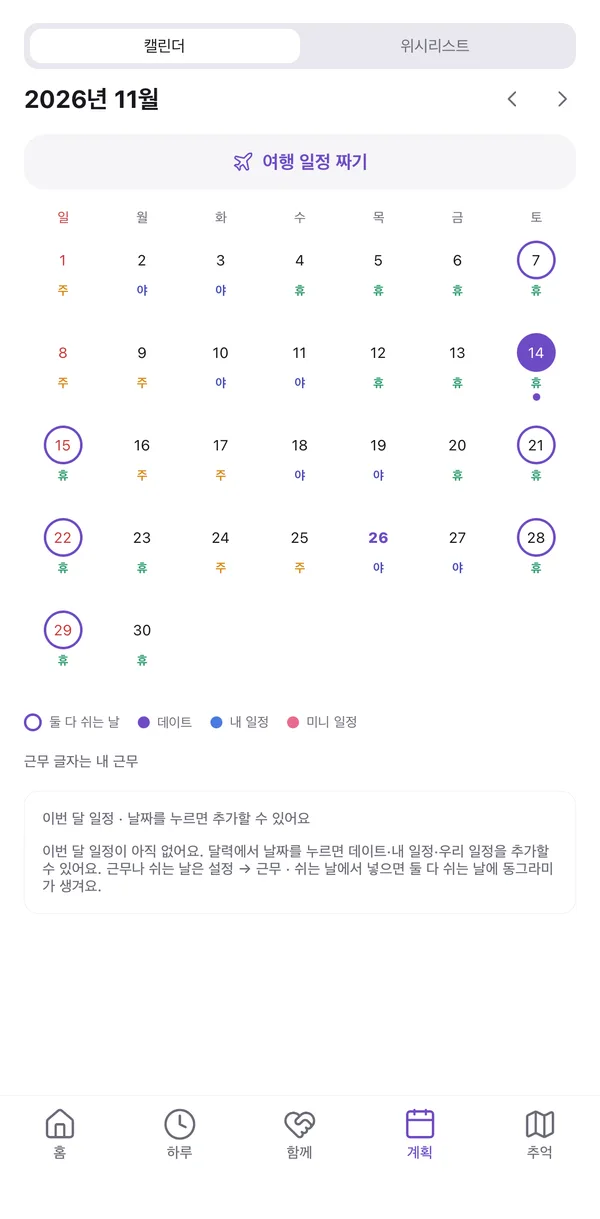 캘린더 위시리스트
2026년 11월
여행 일정 짜기
일 월 화 수 목 금 토
1 2 3 4 5 6 7
주 야 야 휴 휴 휴 휴
8 9 10 11 12 13 14
주 주 야 야 휴 휴 휴
15 16 17 18 19 20 21
휴 주 주 야 야 휴 휴
22 23 24 25 26 27 28
휴 휴 주 주 야 야 휴
29 30
휴 휴
둘 다 쉬는 날 데이트 내 일정 미니 일정
근무 글자는 내 근무
이번 달 일정 · 날짜를 누르면 추가할 수 있어요
이번 달 일정이 아직 없어요. 달력에서 날짜를 누르면 데이트·내 일정·우리 일정을 추가할
수 있어요. 근무나 쉬는 날은 설정 → 근무 · 쉬는 날에서 넣으면 둘 다 쉬는 날에 동그라미
가 생겨요.
홈 하루 함께 계획 추억